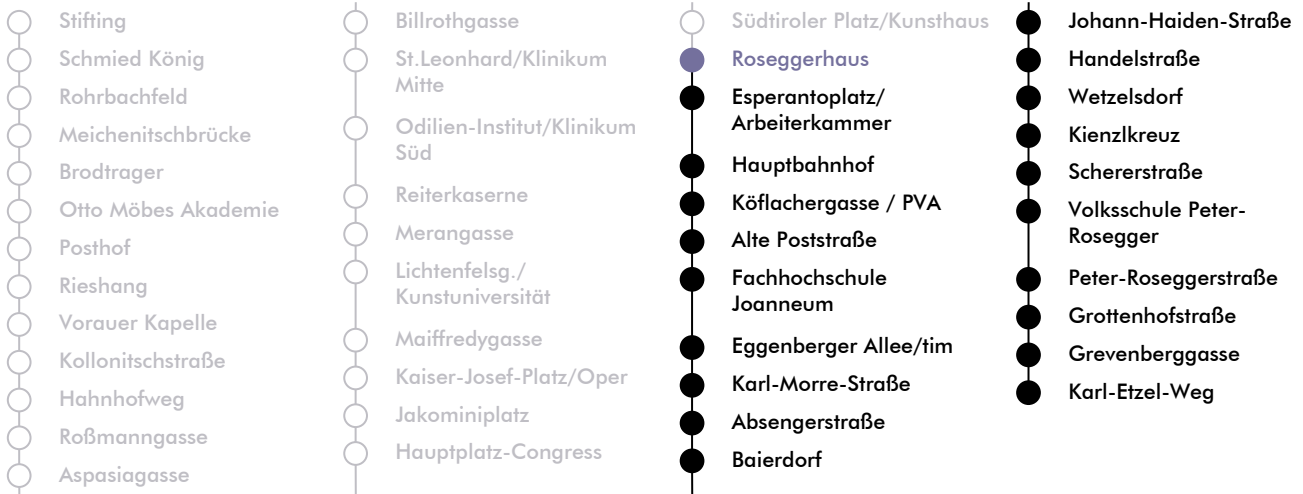 Stifting
Schmied König
Rohrbachfeld
Meichenitschbrücke
Brodtrager
Otto Möbes Akademie
Posthof
Rieshang
Vorauer Kapelle
Kollonitschstraße
Hahnhofweg
Roßmanngasse
Aspasiagasse
Billrothgasse
St.Leonhard/Klinikum
Mitte
Odilien-Institut/Klinikum
Süd
Reiterkaserne
Merangasse
Lichtenfelsg./
Kunstuniversität
Maiffredygasse
Kaiser-Josef-Platz/Oper
Jakominiplatz
Hauptplatz-Congress
Südtiroler Platz/Kunsthaus
Roseggerhaus
Esperantoplatz/
Arbeiterkammer
Hauptbahnhof
Köflachergasse / PVA
Alte Poststraße
Fachhochschule
Joanneum
Eggenberger Allee/tim
Karl-Morre-Straße
Absengerstraße
Baierdorf
Johann-Haiden-Straße
Handelstraße
Wetzelsdorf
Kienzlkreuz
Schererstraße
Volksschule Peter-
Rosegger
Peter-Roseggerstraße
Grottenhofstraße
Grevenberggasse
Karl-Etzel-Weg